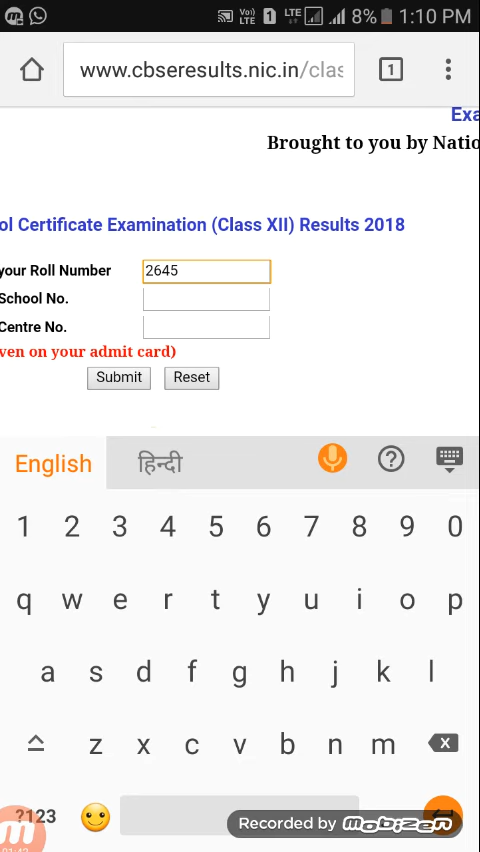 Vo) LTE 1 LTE 8% 1:10 PM
www.cbseresults.nic.in/clas 1
Exa
Brought to you by Natio
ol Certificate Examination (Class XII) Results 2018
your Roll Number 2645
School No.
Centre No.
ven on your admit card)
Submit Reset
English हिन्दी ?
1 2 3 4 5 6 7 8 9 0
q w e r t y u i o p
a s d f g h j k l
z x c v b n m x
?123
Recorded by mobizen
01:42